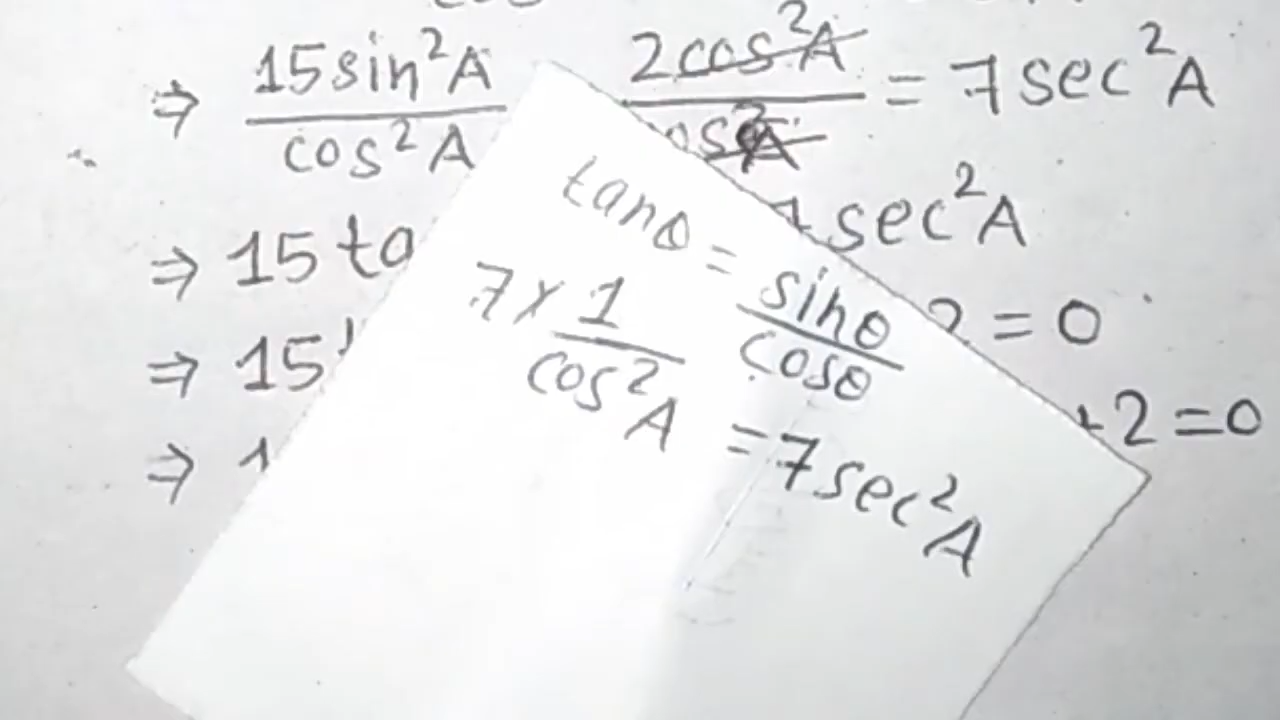 ⇒ 15sin²A / cos²A 2cos²A / cos²A = 7sec²A
⇒ 15 ta sec²A
⇒ 15 2 = 0
⇒ 1 +2 = 0
tanθ = sinθ / cosθ
7 × 1 / cos²A = 7sec²A